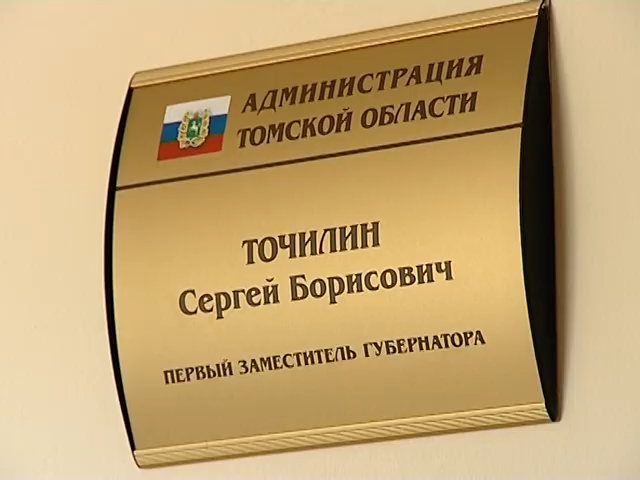 АДМИНИСТРАЦИЯ
ТОМСКОЙ ОБЛАСТИ
ТОЧИЛИН
Сергей Борисович
ПЕРВЫЙ ЗАМЕСТИТЕЛЬ ГУБЕРНАТОРА